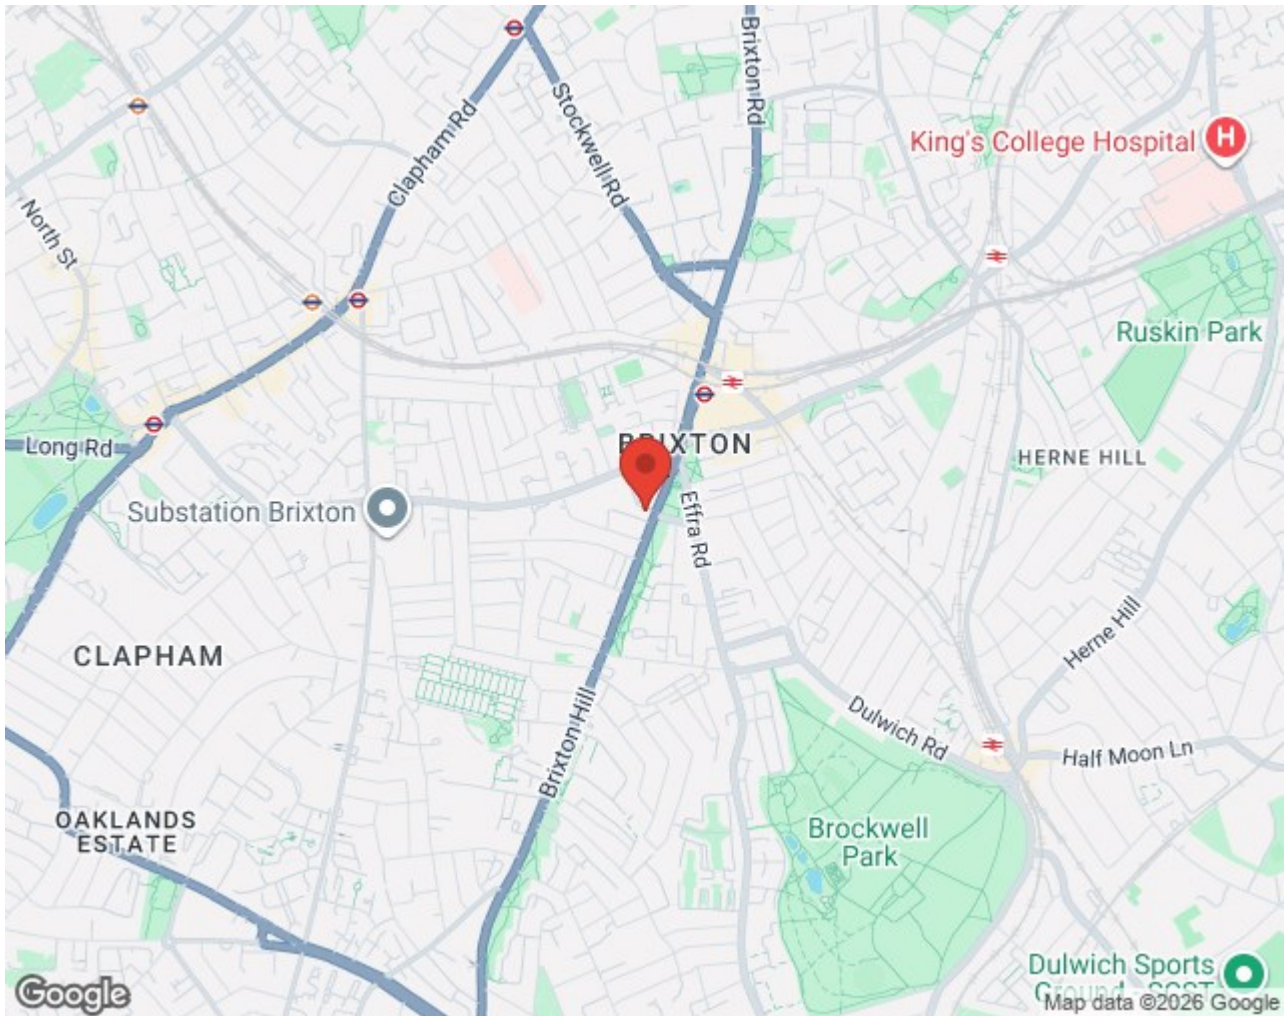 Brixton Rd
Stockwell Rd
Clapham Rd
King's College Hospital
H
North St
Ruskin Park
BRIXTON
Long Rd
HERNE HILL
Substation Brixton
Effra Rd
Herne Hill
CLAPHAM
Brixton Hill
Dulwich Rd
Half Moon Ln
OAKLANDS
ESTATE
Brockwell
Park
Dulwich Sports
Ground - SCST
Google
Map data ©2026 Google